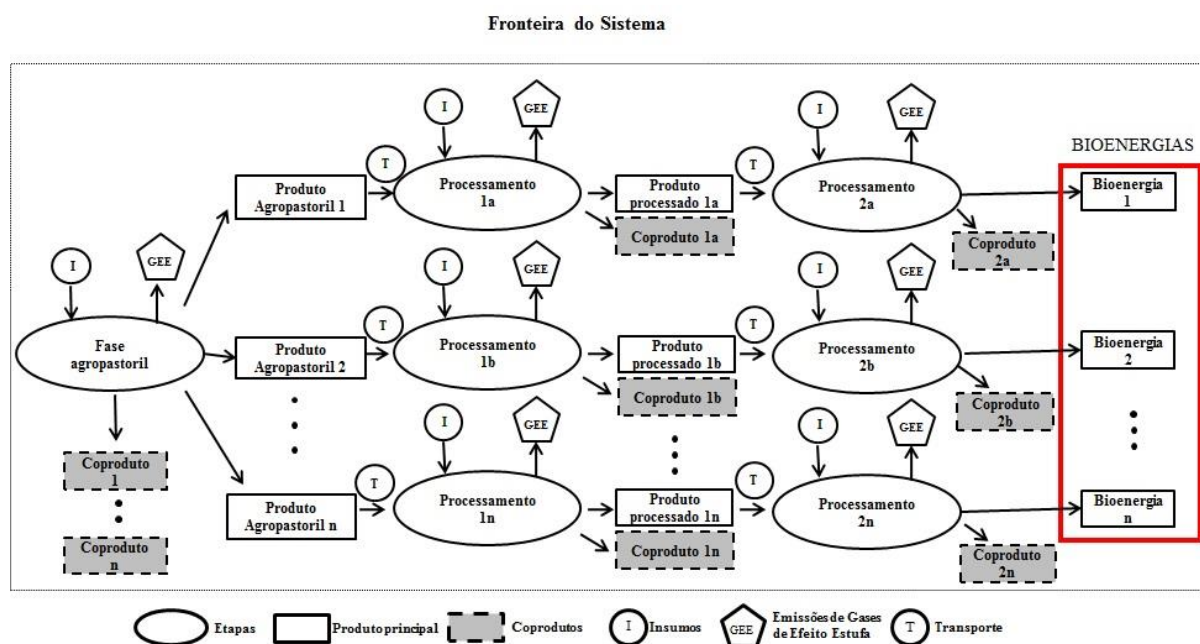 Fronteira do Sistema
I
GEE
I
GEE
BIOENERGIAS
T
T
Produto
Agropastoril 1
Processamento
1a
Produto
processado 1a
Processamento
2a
Bioenergia
1
Coproduto 1a
Coproduto
2a
I
GEE
I
GEE
I
GEE
T
T
Fase
agropastoril
Produto
Agropastoril 2
Processamento
1b
Produto
processado 1b
Processamento
2b
Bioenergia
2
Coproduto 1b
Coproduto
2b
I
GEE
I
GEE
Coproduto
1
T
T
Produto
Agropastoril n
Processamento
1n
Produto
processado 1n
Processamento
2n
Bioenergia
n
Coproduto
n
Coproduto 1n
Coproduto
2n
Etapas
Produto principal
Coprodutos
I
Insumos
GEE
Emissões de Gases
de Efeito Estufa
T
Transporte